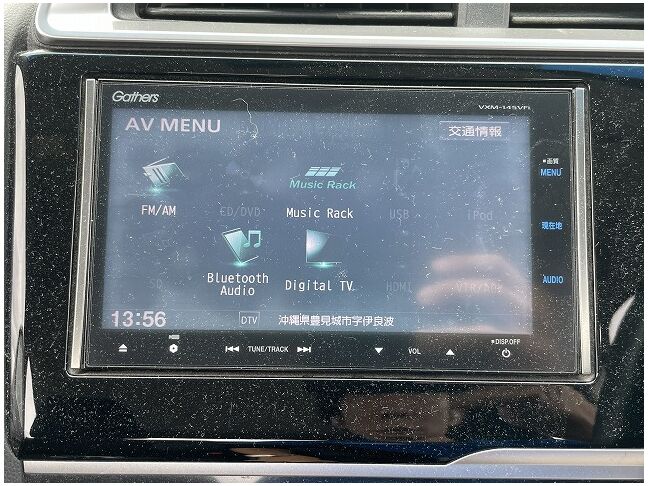 Gathers
VXM-145VFi
AV MENU
交通情報
画質
MENU
Music Rack
FM/AM
CD/DVD
Music Rack
USB
iPod
現在地
Bluetooth Audio
Digital TV
SD
HDMI
VTR/AUX
AUDIO
13:56
DTV
沖縄県豊見城市字伊良波
TUNE/TRACK
VOL
DISP.OFF